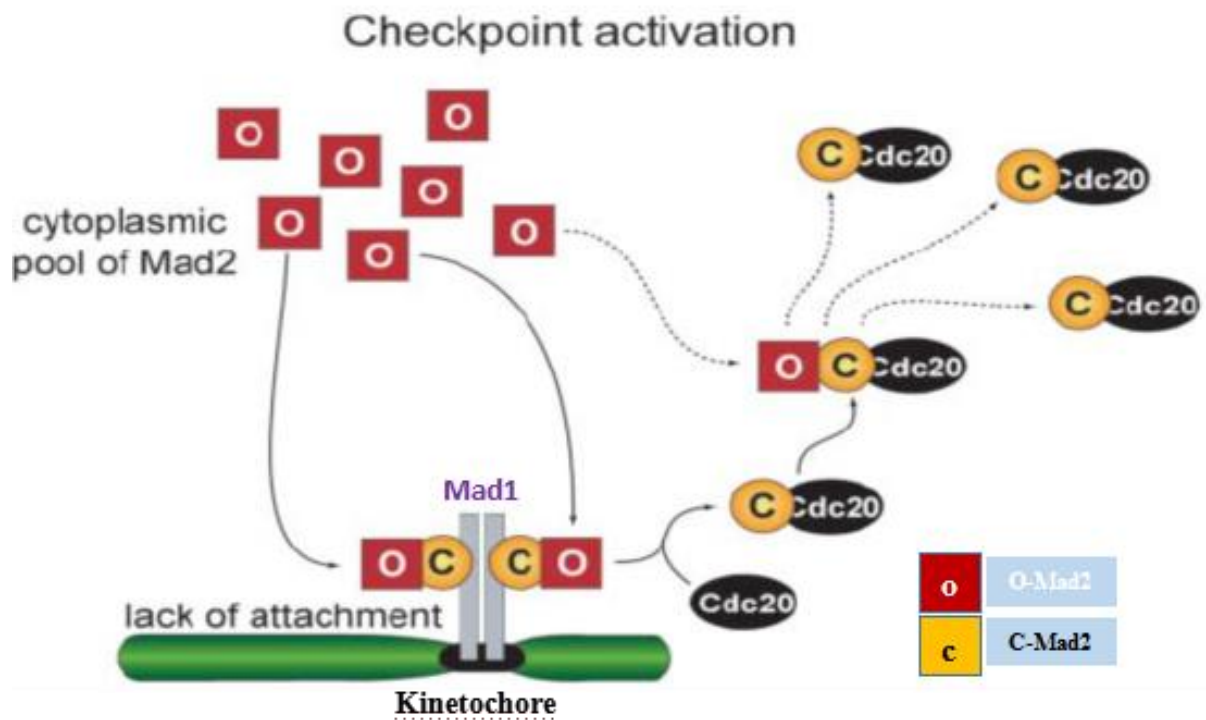 Checkpoint activation
O
O
O
O
O
O
O
cytoplasmic
pool of Mad2
C Cdc20
C Cdc20
C Cdc20
O C Cdc20
Mad1
C Cdc20
O C
C O
Cdc20
lack of attachment
Kinetochore
O O-Mad2
C C-Mad2